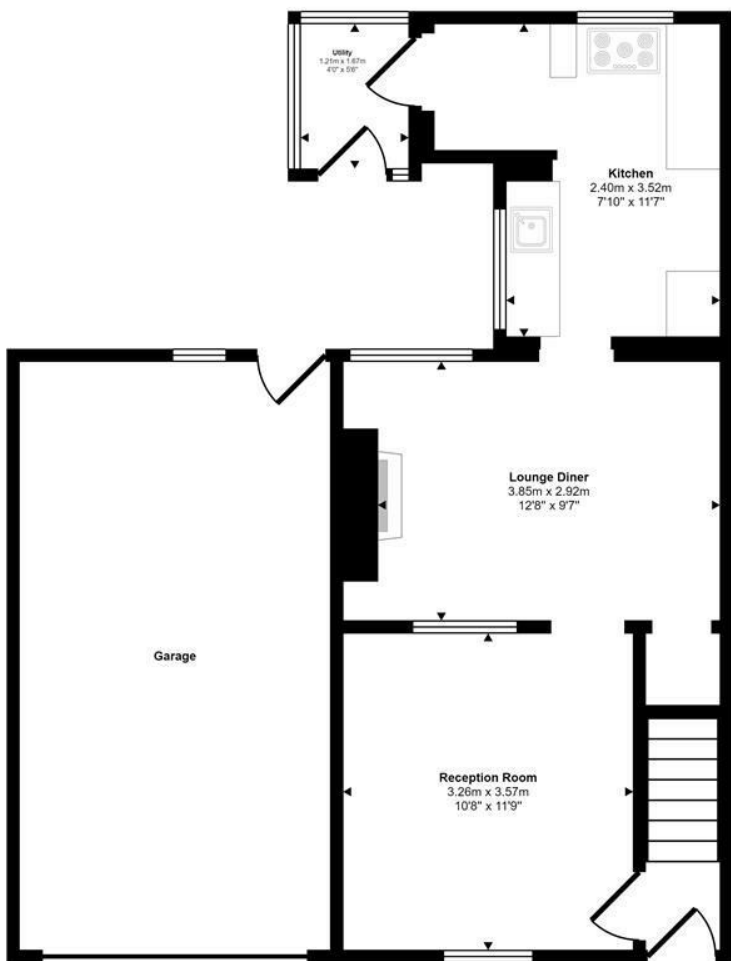 Utility
1.21m x 1.67m
4'0" x 5'6"
Kitchen
2.40m x 3.52m
7'10" x 11'7"
Lounge Diner
3.85m x 2.92m
12'8" x 9'7"
Garage
Reception Room
3.26m x 3.57m
10'8" x 11'9"